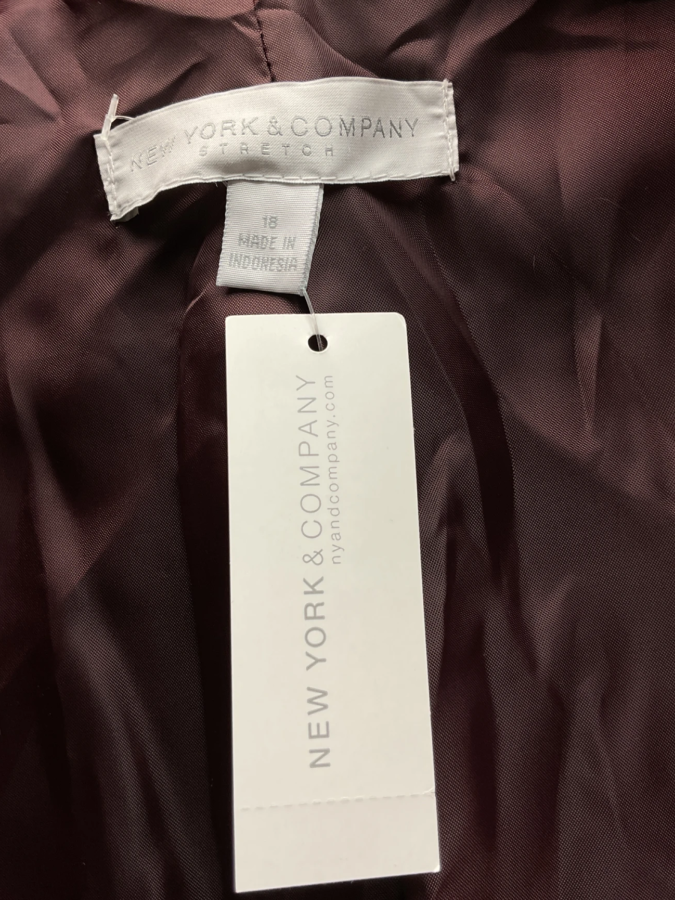 NEW YORK & COMPANY
STRETCH
18
MADE IN
INDONESIA
NEW YORK & COMPANY
nyandcompany.com